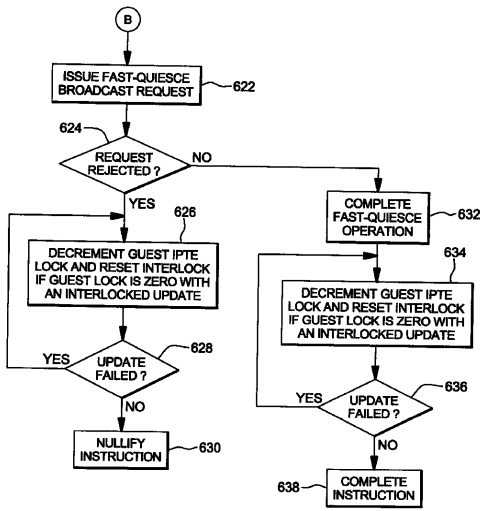 B
ISSUE FAST-QUIESCE
BROADCAST REQUEST
622
624
REQUEST
REJECTED ?
NO
YES
626
DECREMENT GUEST IPTE
LOCK AND RESET INTERLOCK
IF GUEST LOCK IS ZERO WITH
AN INTERLOCKED UPDATE
YES
UPDATE
FAILED ?
628
NO
NULLIFY
INSTRUCTION
630
COMPLETE
FAST-QUIESCE
OPERATION
632
634
DECREMENT GUEST IPTE
LOCK AND RESET INTERLOCK
IF GUEST LOCK IS ZERO WITH
AN INTERLOCKED UPDATE
YES
UPDATE
FAILED ?
636
NO
638
COMPLETE
INSTRUCTION